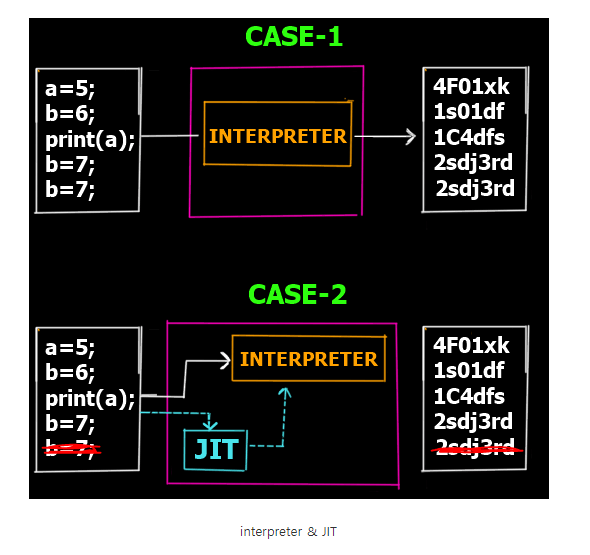 CASE-1
a=5;
b=6;
print(a);
b=7;
b=7;
INTERPRETER
4F01xk
1s01df
1C4dfs
2sdj3rd
2sdj3rd
CASE-2
a=5;
b=6;
print(a);
b=7;
b=7;
INTERPRETER
JIT
4F01xk
1s01df
1C4dfs
2sdj3rd
2sdj3rd
interpreter & JIT